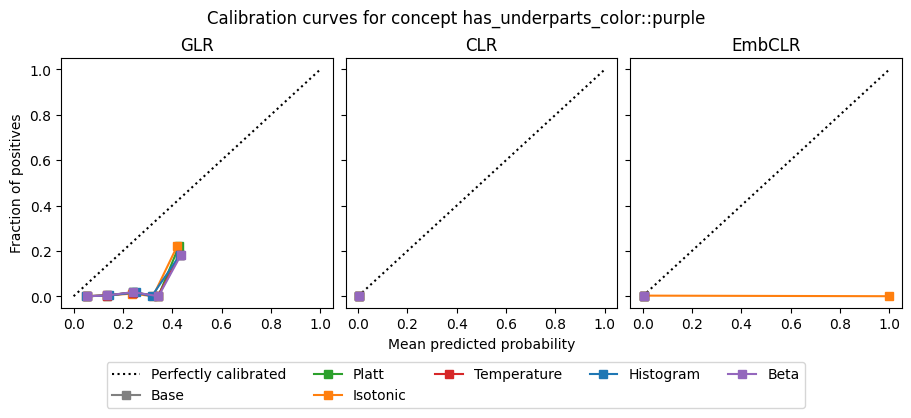 Calibration curves for concept has_underparts_color::purple
GLR
CLR
EmbCLR
Fraction of positives
1.0
0.8
0.6
0.4
0.2
0.0
0.0 0.2 0.4 0.6 0.8 1.0
0.0 0.2 0.4 0.6 0.8 1.0
0.0 0.2 0.4 0.6 0.8 1.0
Mean predicted probability
Perfectly calibrated
Base
Platt
Isotonic
Temperature
Histogram
Beta